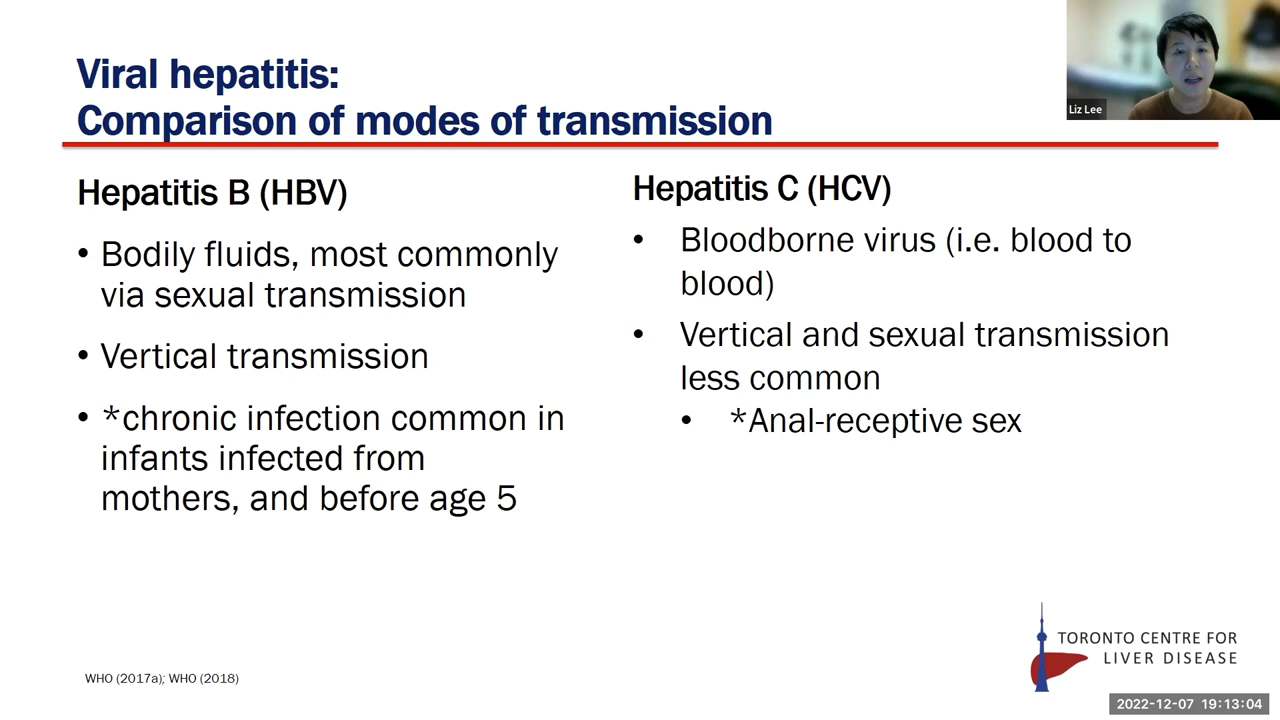 Viral hepatitis:
Comparison of modes of transmission
Liz Lee
Hepatitis B (HBV)
• Bodily fluids, most commonly
via sexual transmission
• Vertical transmission
• *chronic infection common in
infants infected from
mothers, and before age 5
Hepatitis C (HCV)
• Bloodborne virus (i.e. blood to
blood)
• Vertical and sexual transmission
less common
• *Anal-receptive sex
WHO (2017a); WHO (2018)
TORONTO CENTRE FOR
LIVER DISEASE
2022-12-07 19:13:04